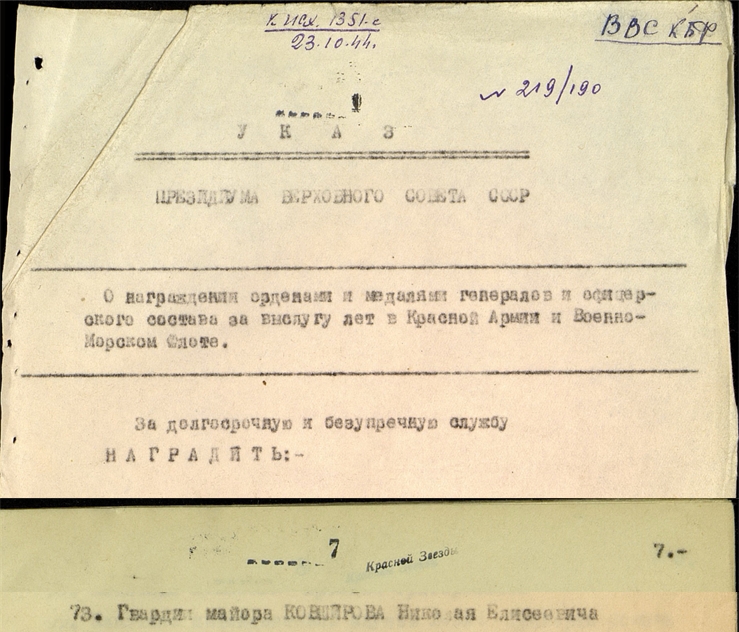 к исх. 1351-с
23.10.44.
ВВС КБФ
№ 219/190
У К А З
ПРЕЗИДИУМА ВЕРХОВНОГО СОВЕТА СССР
О награждении орденами и медалями генералов и офицер-
ского состава за выслугу лет в Красной Армии и Военно-
Морском Флоте.
За долгосрочную и безупречную службу
Н А Г Р А Д И Т Ь:-
7
Красной Звезды
7.-
73. Гвардии майора КОВШИРОВА Николая Елисеевича